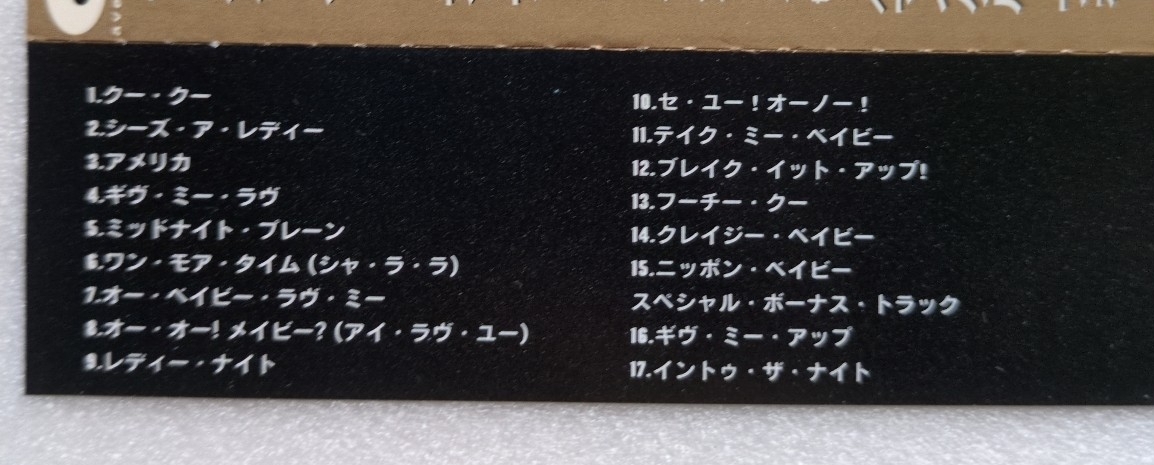 1.クー・クー
2.シーズ・ア・レディー
3.アメリカ
4.ギヴ・ミー・ラヴ
5.ミッドナイト・プレーン
6.ワン・モア・タイム(シャ・ラ・ラ)
7.オー・ベイビー・ラヴ・ミー
8.オー・オー! メイビー?(アイ・ラヴ・ユー)
9.レディー・ナイト
10.セ・ユー!オーノー!
11.テイク・ミー・ベイビー
12.ブレイク・イット・アップ!
13.フーチー・クー
14.クレイジー・ベイビー
15.ニッポン・ベイビー
スペシャル・ボーナス・トラック
16.ギヴ・ミー・アップ
17.イントゥ・ザ・ナイト